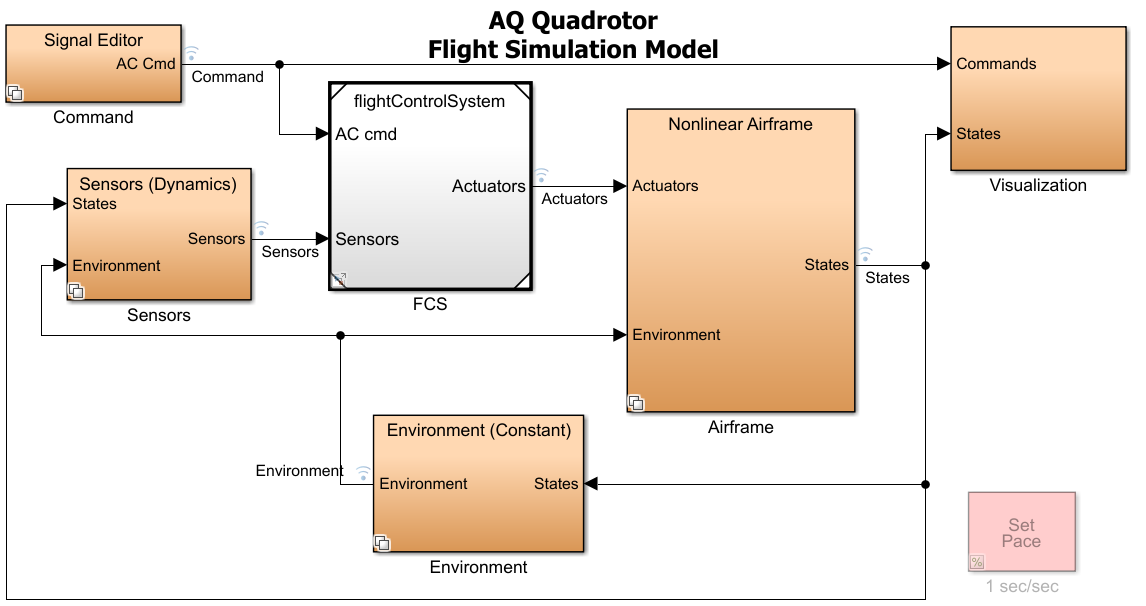 AQ Quadrotor
Flight Simulation Model
Signal Editor
AC Cmd
Command
Command
flightControlSystem
AC cmd
Actuators
Sensors
FCS
Actuators
Sensors (Dynamics)
States
Sensors
Environment
Sensors
Sensors
Nonlinear Airframe
Actuators
States
Environment
Airframe
States
Commands
States
Visualization
Environment (Constant)
Environment
States
Environment
Environment
Set
Pace
%
1 sec/sec